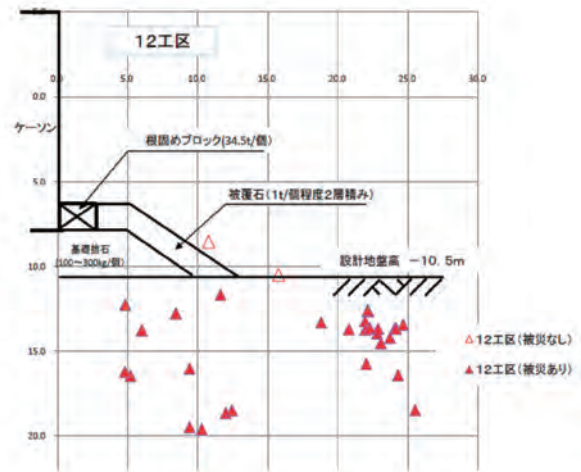 5.0
12工区
0.0 5.0 10.0 15.0 20.0 25.0 30.0
0.0
ケーソン
根固めブロック(34.5t/個)
5.0
被覆石(1t/個程度2層積み)
基礎捨石
(100～300kg/個)
設計地盤高 －10.5m
10.0
△ 12工区(被災なし)
15.0
▲ 12工区(被災あり)
20.0